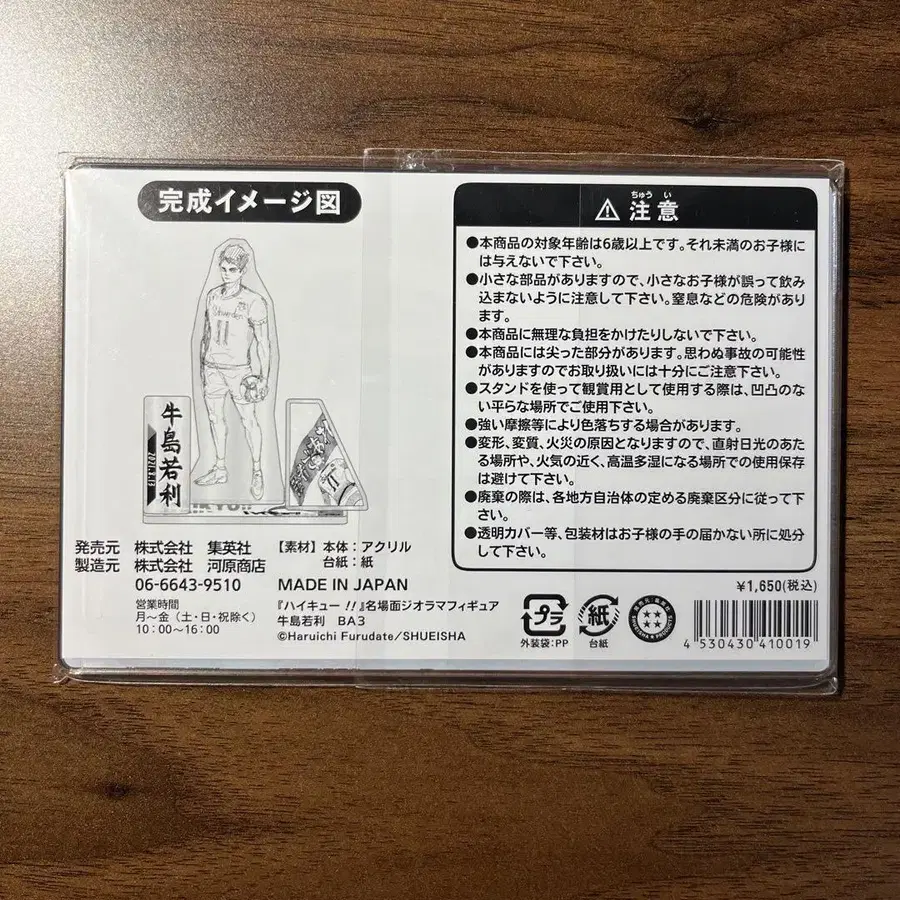 完成イメージ図
11
牛島若利
発売元 株式会社 集英社
製造元 株式会社 河原商店
06-6643-9510
営業時間
月~金（土・日・祝除く）
10：00~16：00
【素材】本体：アクリル
台紙：紙
MADE IN JAPAN
『ハイキュー!!』名場面ジオラマフィギュア
牛島若利 BA3
©Haruichi Furudate/SHUEISHA
ちゅう い
⚠注意
●本商品の対象年齢は6歳以上です。それ未満のお子様に
は与えないで下さい。
●小さな部品がありますので、小さなお子様が誤って飲み
込まないように注意して下さい。窒息などの危険があり
ます。
●本商品に無理な負担をかけたりしないで下さい。
●本商品には尖った部分があります。思わぬ事故の可能性
がありますのでお取り扱いには十分にご注意下さい。
●スタンドを使って観賞用として使用する際は、凹凸のな
い平らな場所でご使用下さい。
●強い摩擦等により色落ちする場合があります。
●変形、変質、火災の原因となりますので、直射日光のあた
る場所や、火気の近く、高温多湿になる場所での使用保存
は避けて下さい。
●廃棄の際は、各地方自治体の定める廃棄区分に従って下
さい。
●透明カバー等、包装材はお子様の手の届かない所に処分
して下さい。
¥1,650(税込)
プラ
外装袋：PP
紙
台紙
4 530430 410019